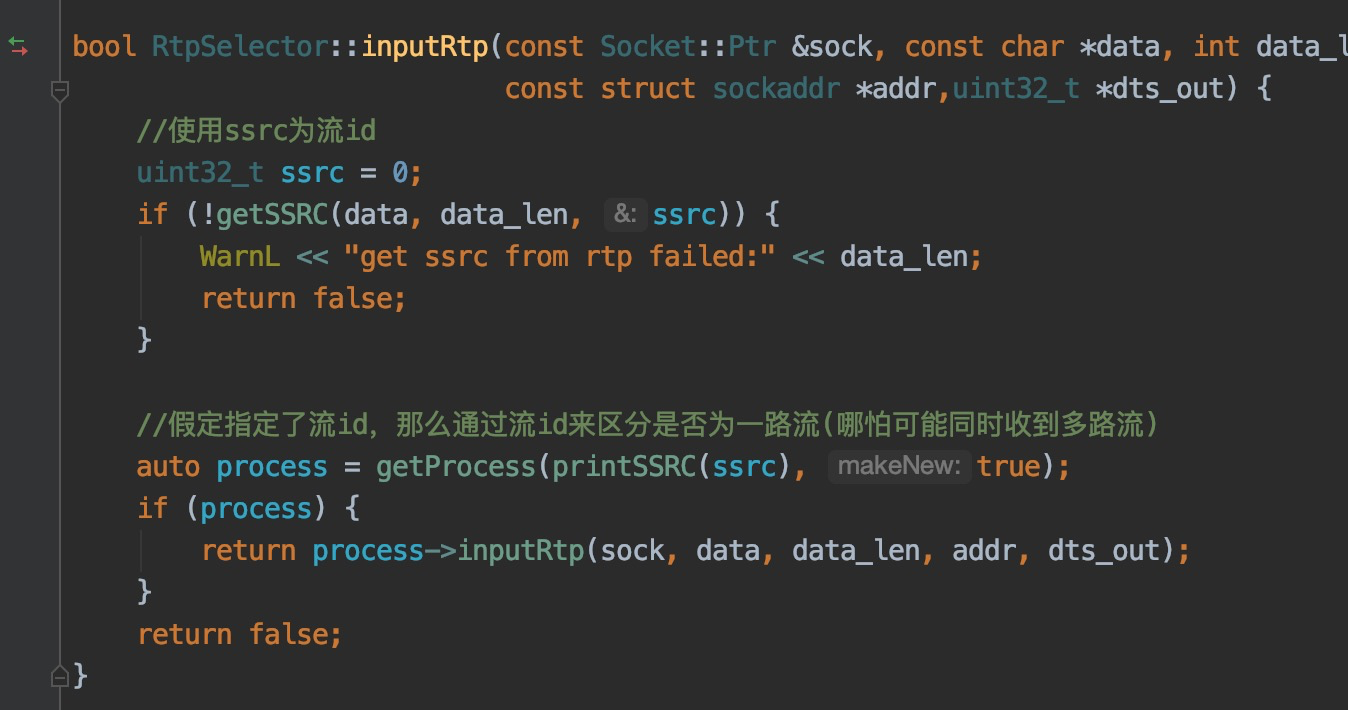 bool RtpSelector::inputRtp(const Socket::Ptr &sock, const char *data, int data_l
const struct sockaddr *addr,uint32_t *dts_out) {
//使用ssrc为流id
uint32_t ssrc = 0;
if (!getSSRC(data, data_len, &: ssrc)) {
WarnL << "get ssrc from rtp failed:" << data_len;
return false;
}
//假定指定了流id，那么通过流id来区分是否为一路流(哪怕可能同时收到多路流)
auto process = getProcess(printSSRC(ssrc), makeNew: true);
if (process) {
return process->inputRtp(sock, data, data_len, addr, dts_out);
}
return false;
}